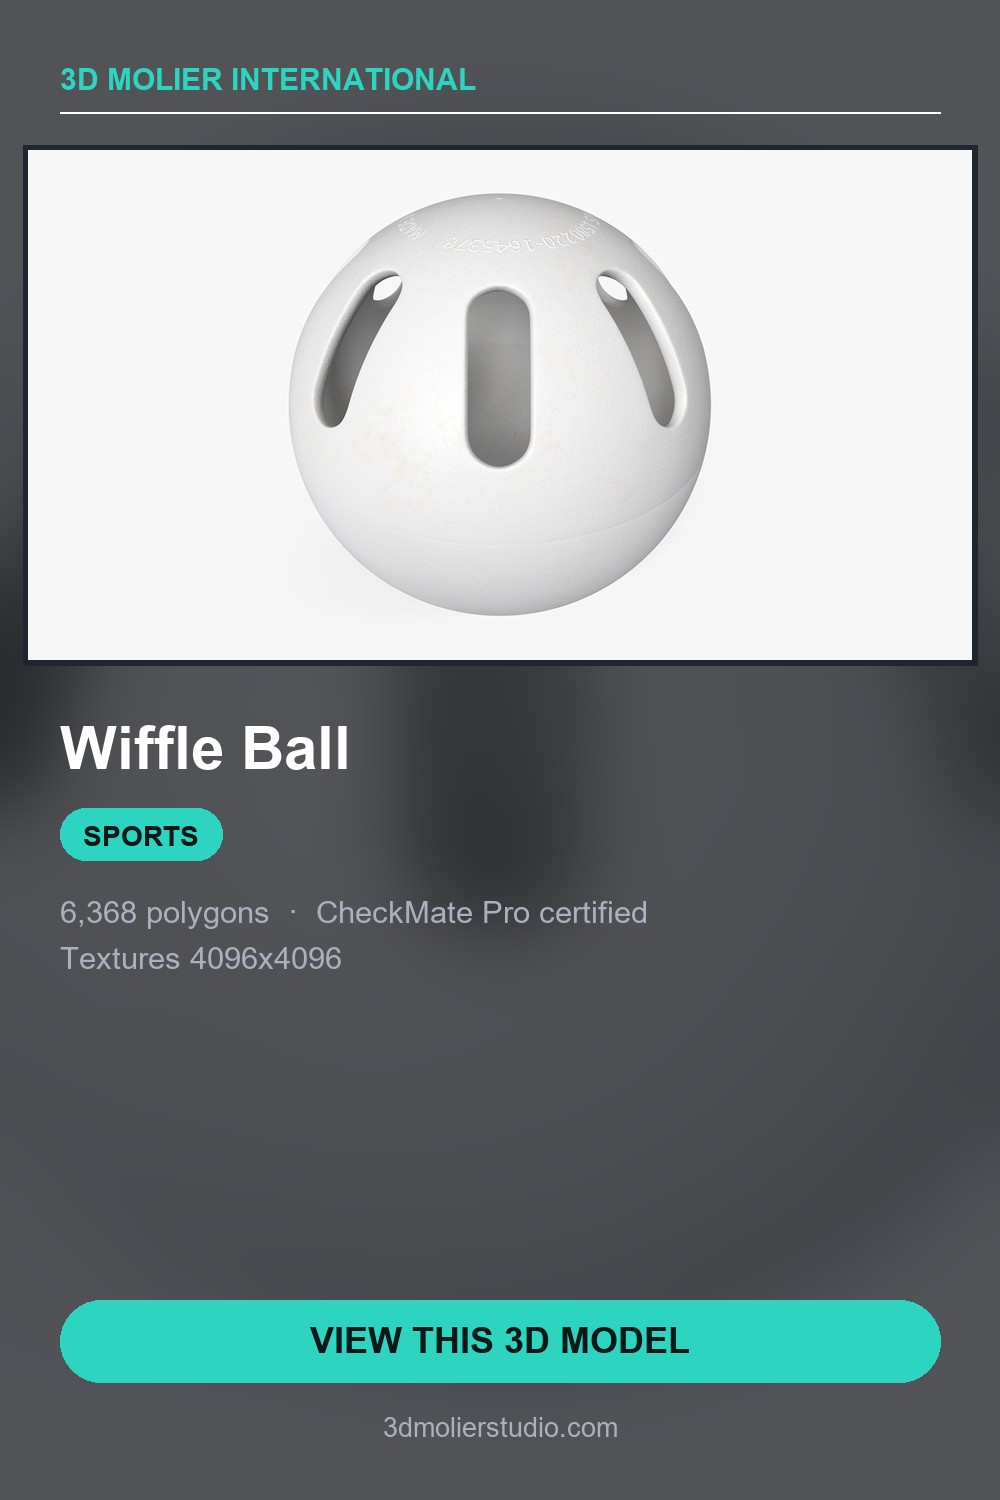 3D MOLIER INTERNATIONAL
Wiffle Ball
SPORTS
6,368 polygons · CheckMate Pro certified
Textures 4096x4096
VIEW THIS 3D MODEL
3dmolierstudio.com